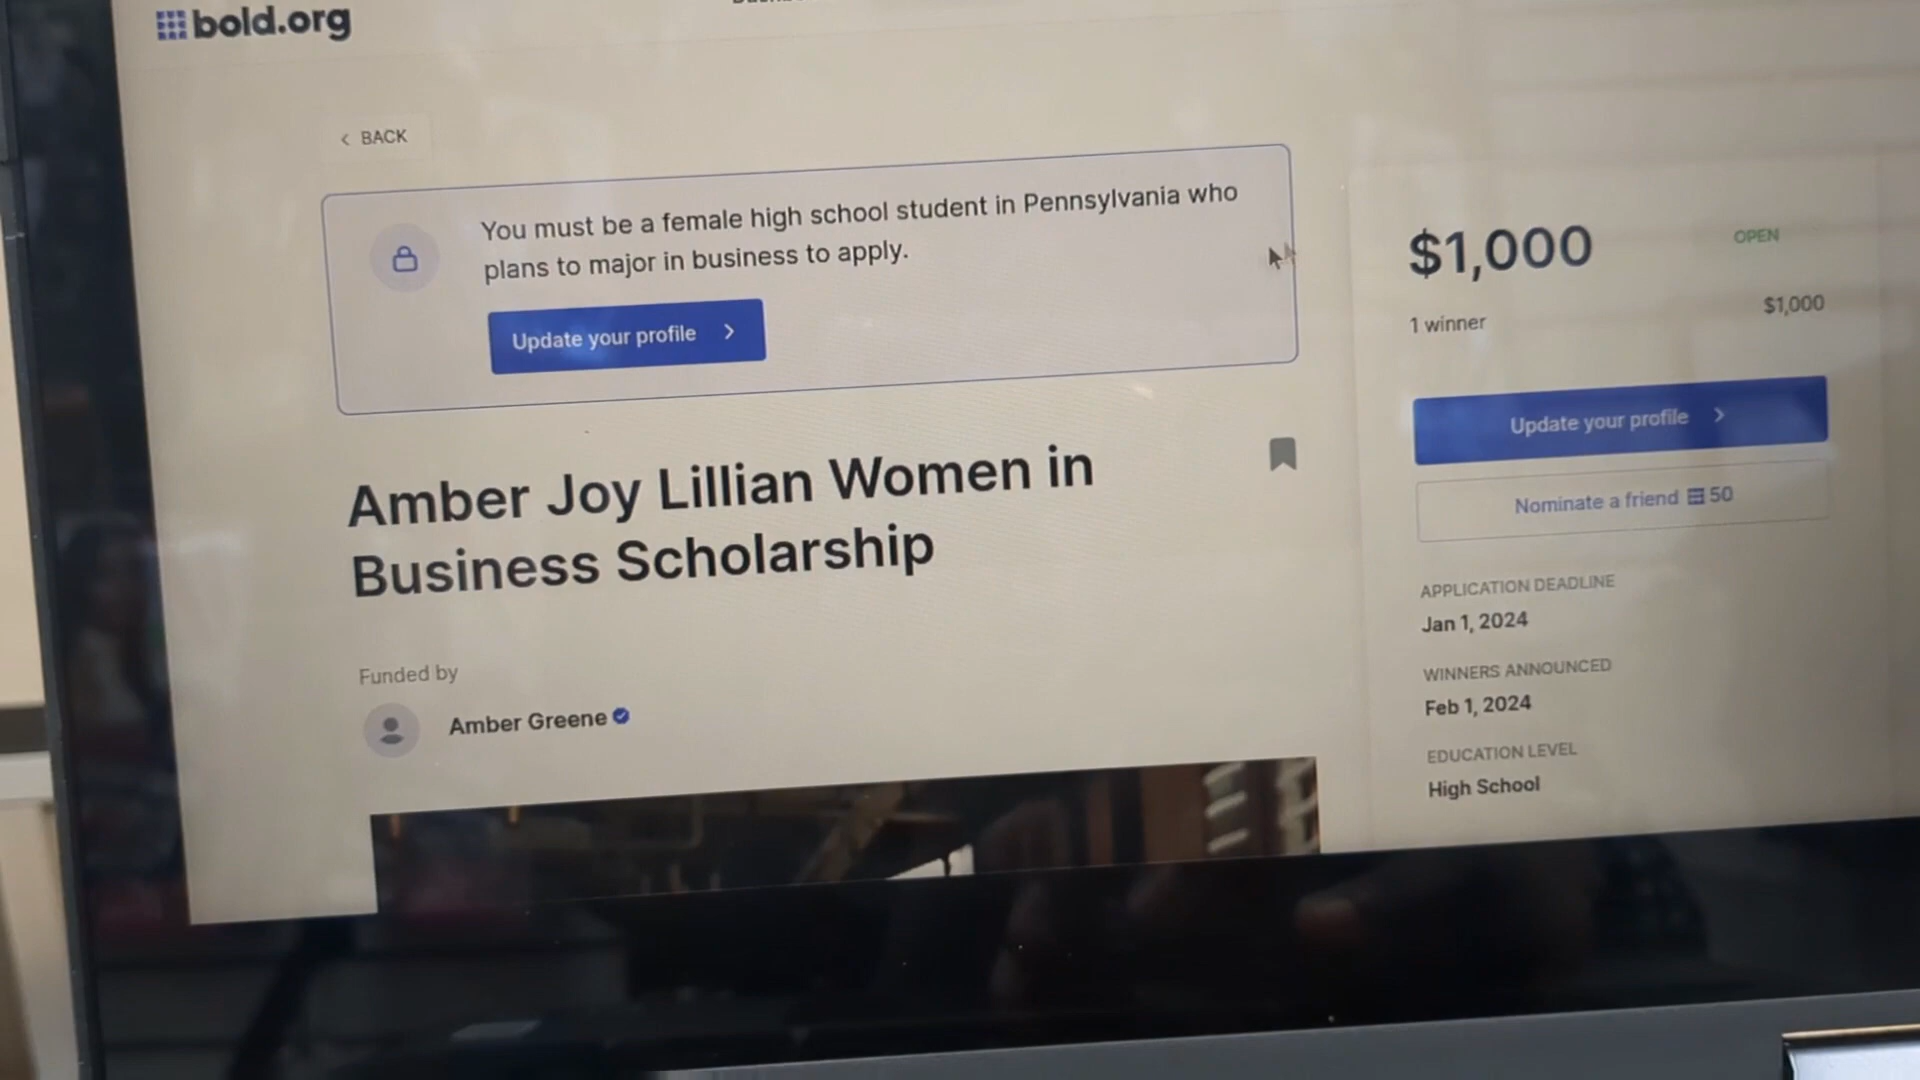 bold.org
BACK
You must be a female high school student in Pennsylvania who
plans to major in business to apply.
Update your profile
Amber Joy Lillian Women in
Business Scholarship
Funded by
Amber Greene
$1,000
OPEN
1 winner
$1,000
Update your profile
Nominate a friend 50
APPLICATION DEADLINE
Jan 1, 2024
WINNERS ANNOUNCED
Feb 1, 2024
EDUCATION LEVEL
High School